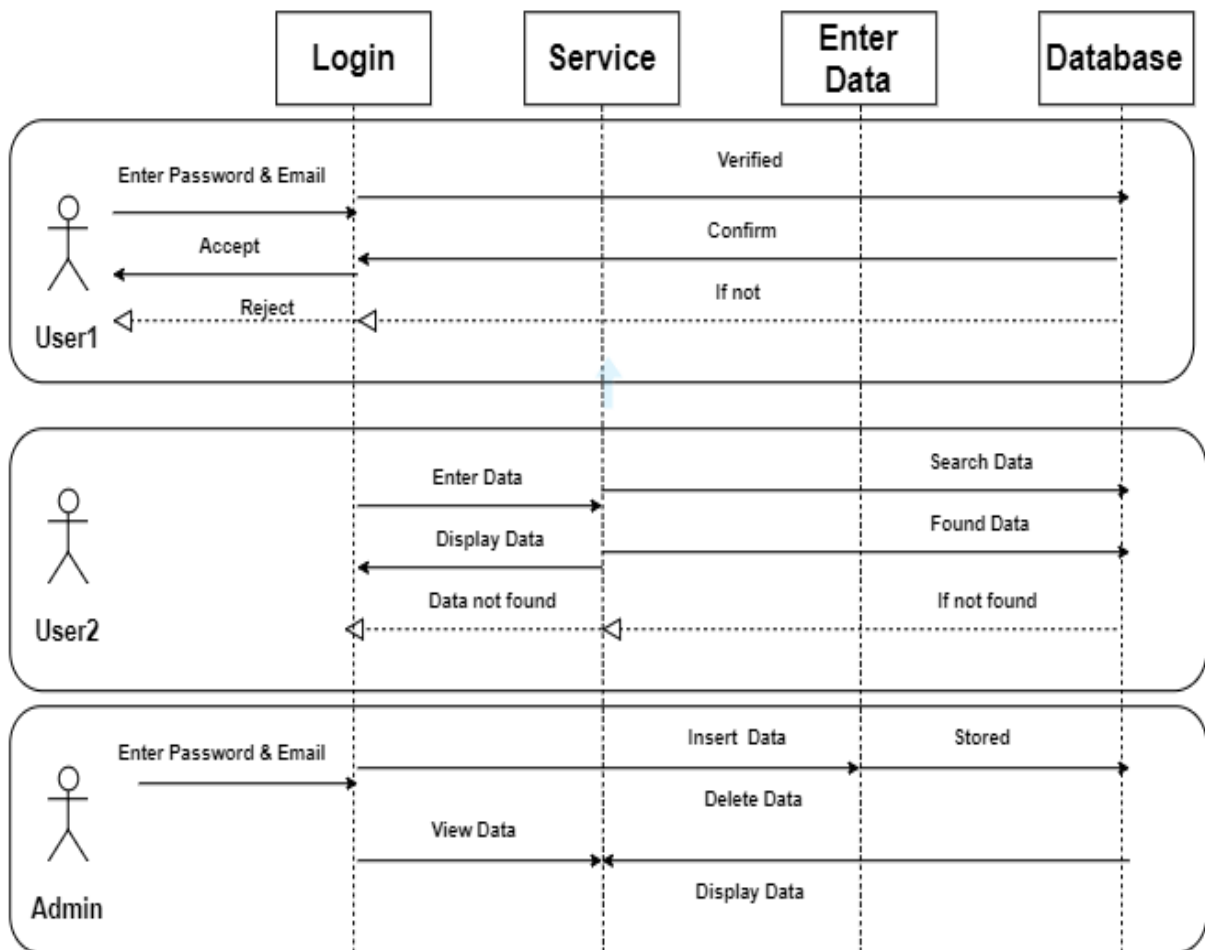 Login
Service
Enter
Data
Database
Enter Password & Email
Verified
Accept
Confirm
Reject
If not
User1
Enter Data
Search Data
Display Data
Found Data
Data not found
If not found
User2
Enter Password & Email
Insert Data
Stored
Delete Data
View Data
Display Data
Admin